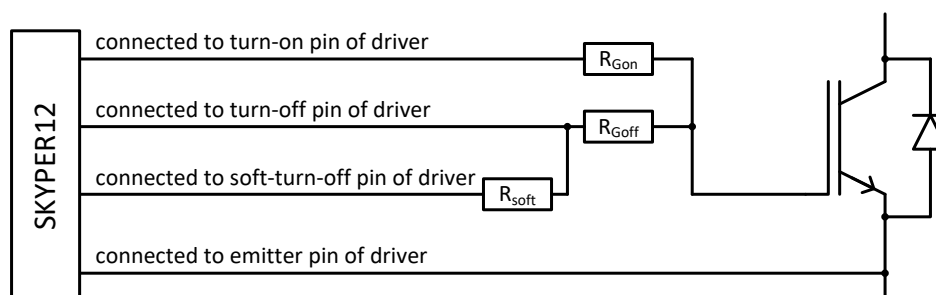 SKYPER12
connected to turn-on pin of driver
RGon
connected to turn-off pin of driver
RGoff
connected to soft-turn-off pin of driver
Rsoft
connected to emitter pin of driver